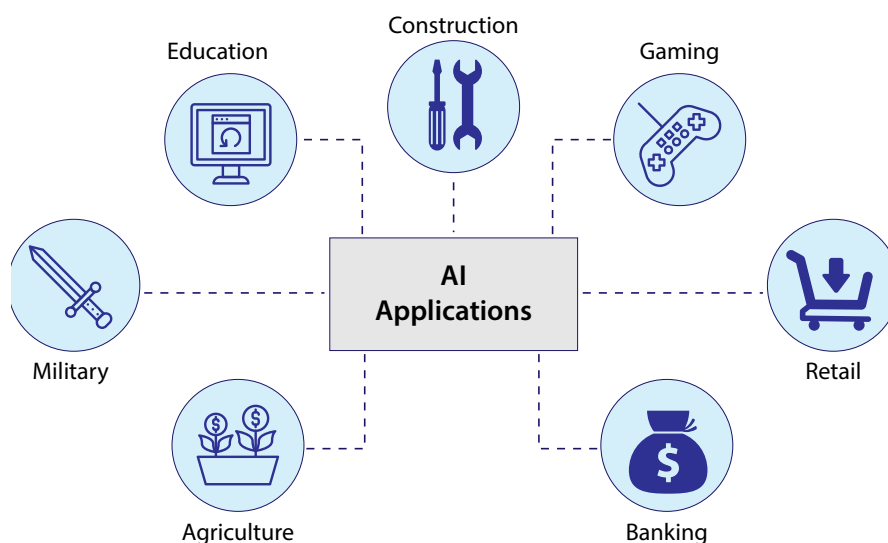 Construction
Education
Gaming
AI
Applications
Military
Retail
$
$
$
Agriculture
Banking